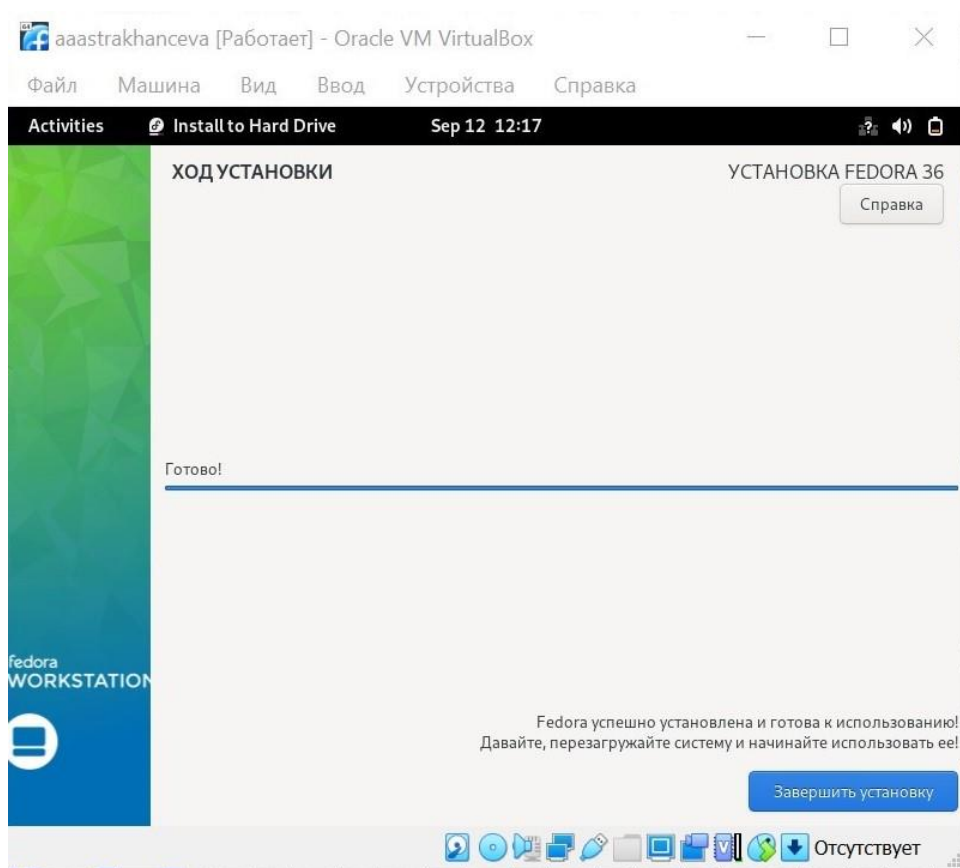 aaastrakhanceva [Работает] - Oracle VM VirtualBox
Файл Машина Вид Ввод Устройства Справка
Activities Install to Hard Drive Sep 12 12:17
ХОД УСТАНОВКИ УСТАНОВКА FEDORA 36
Справка
Готово!
fedora
WORKSTATION
Fedora успешно установлена и готова к использованию!
Давайте, перезагружайте систему и начинайте использовать ее!
Завершить установку
Отсутствует